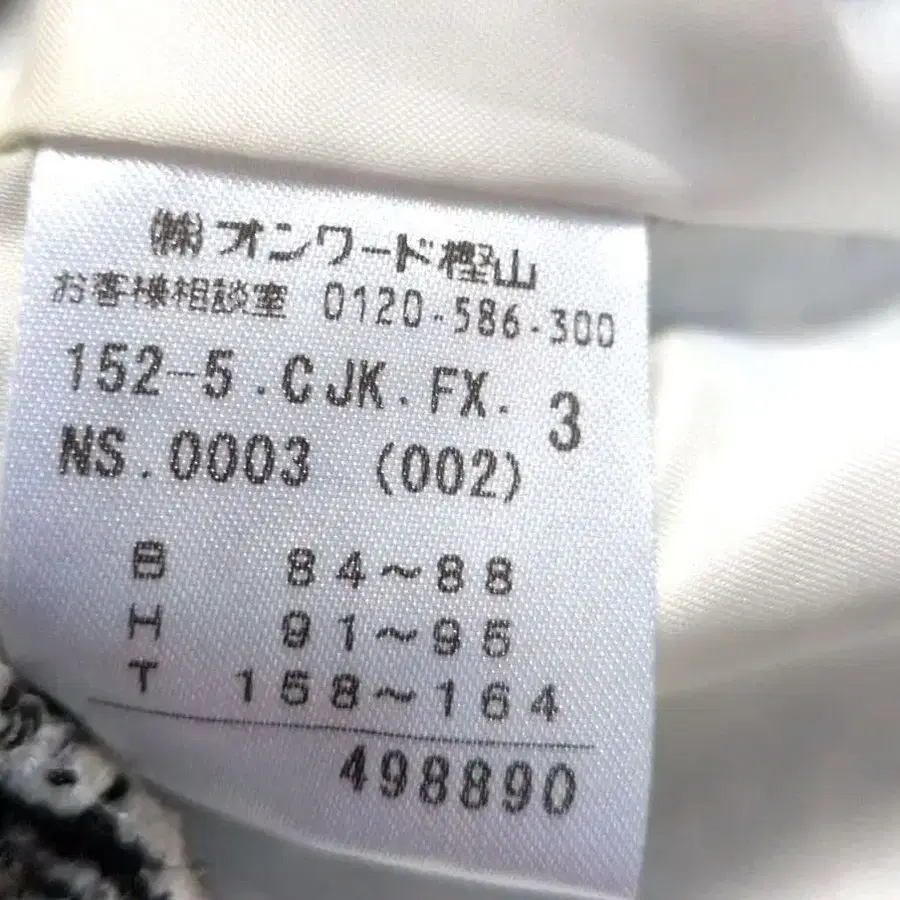 ㈱オンワード樫山
お客様相談室 0120-586-300
152-5.CJK.FX. 3
NS.0003 (002)
B 84~88
H 91~95
T 158~164
498890